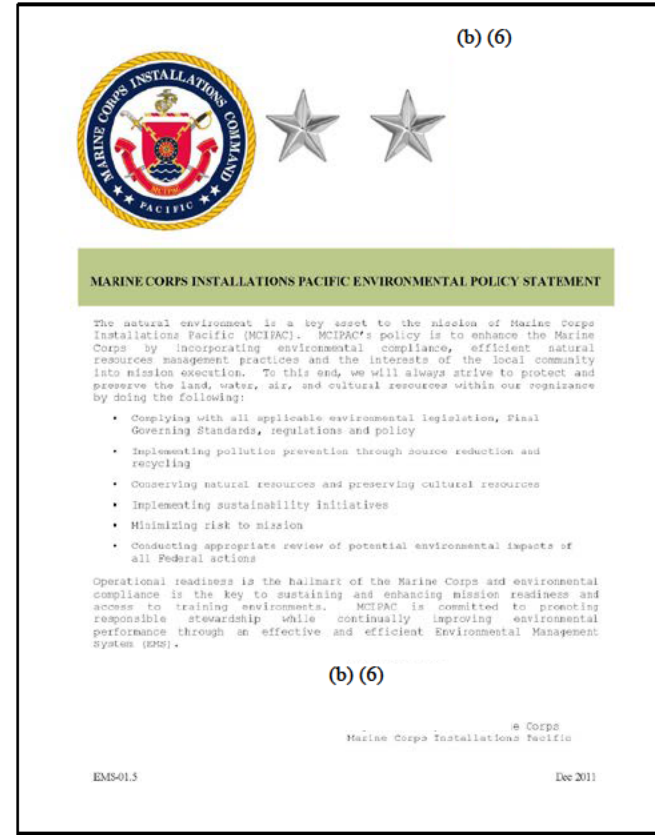 (b) (6)
MARINE CORPS INSTALLATIONS COMMAND
MCIPAC
PACIFIC
MARINE CORPS INSTALLATIONS PACIFIC ENVIRONMENTAL POLICY STATEMENT
The natural environment is a key asset to the mission of Marine Corps
Installations Pacific (MCIPAC). MCIPAC's policy is to enhance the Marine
Corps by incorporating environmental compliance, efficient natural
resources management practices and the interests of the local community
into mission execution. To this end, we will always strive to protect and
preserve the land, water, air, and cultural resources within our cognizance
by doing the following:
• Complying with all applicable environmental legislation, Final
Governing Standards, regulations and policy
• Implementing pollution prevention through source reduction and
recycling
• Conserving natural resources and preserving cultural resources
• Implementing sustainability initiatives
• Minimizing risk to mission
• Conducting appropriate review of potential environmental impacts of
all Federal actions
Operational readiness is the hallmark of the Marine Corps and environmental
compliance is the key to sustaining and enhancing mission readiness and
access to training environments. MCIPAC is committed to promoting
responsible stewardship while continually improving environmental
performance through an effective and efficient Environmental Management
System (EMS).
(b) (6)
e Corps
Marine Corps Installations Pacific
EMS-01.5
Dec 2011